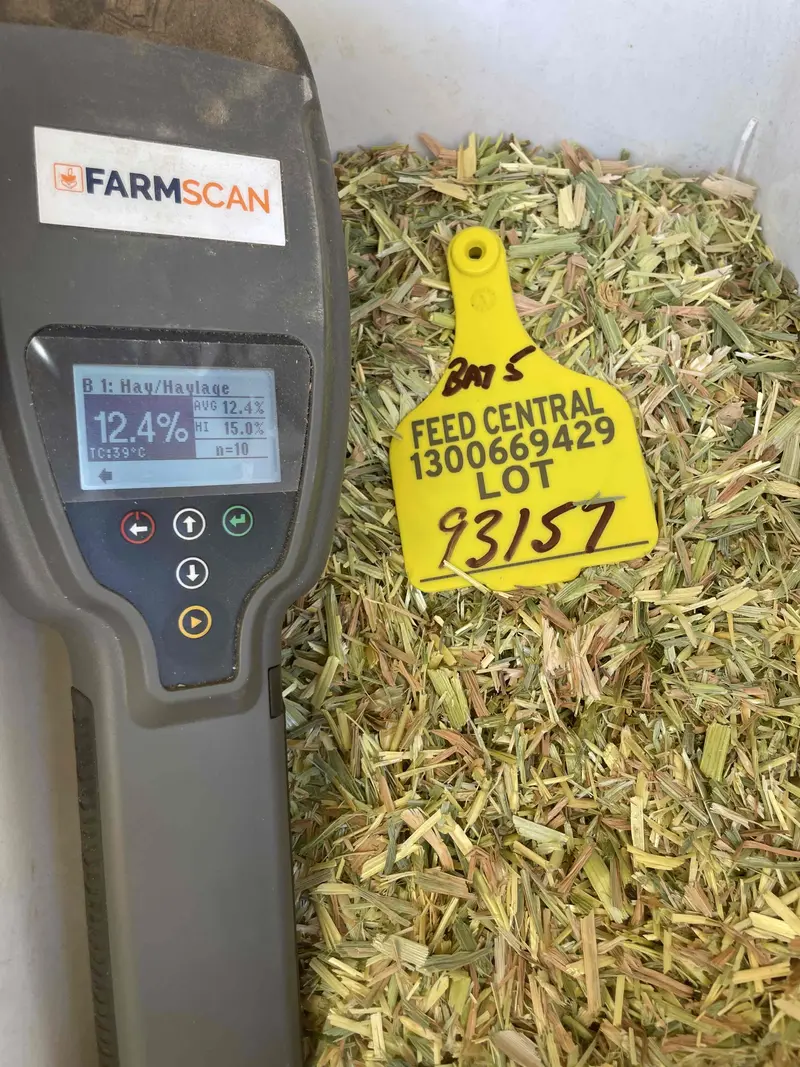 FARMSCAN
B 1: Hay/Haylage
12.4%
AVG 12.4%
HI 15.0%
TC:39°C
n=10
BAY 5
FEED CENTRAL
1300669429
LOT
93157